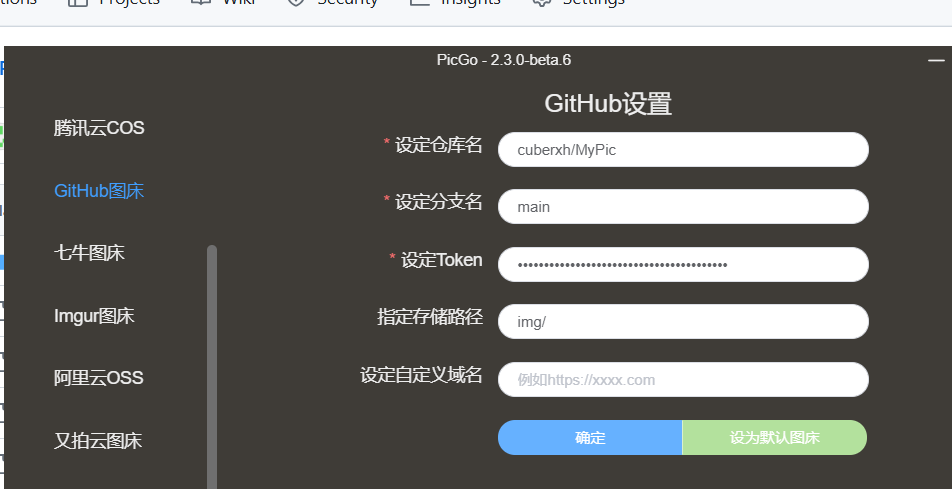 Projects
Wiki
Security
Insights
Settings
PicGo - 2.3.0-beta.6
GitHub设置
腾讯云COS
GitHub图床
七牛图床
Imgur图床
阿里云OSS
又拍云图床
* 设定仓库名
cuberxh/MyPic
* 设定分支名
main
* 设定Token
指定存储路径
img/
设定自定义域名
例如https://xxxx.com
确定
设为默认图床